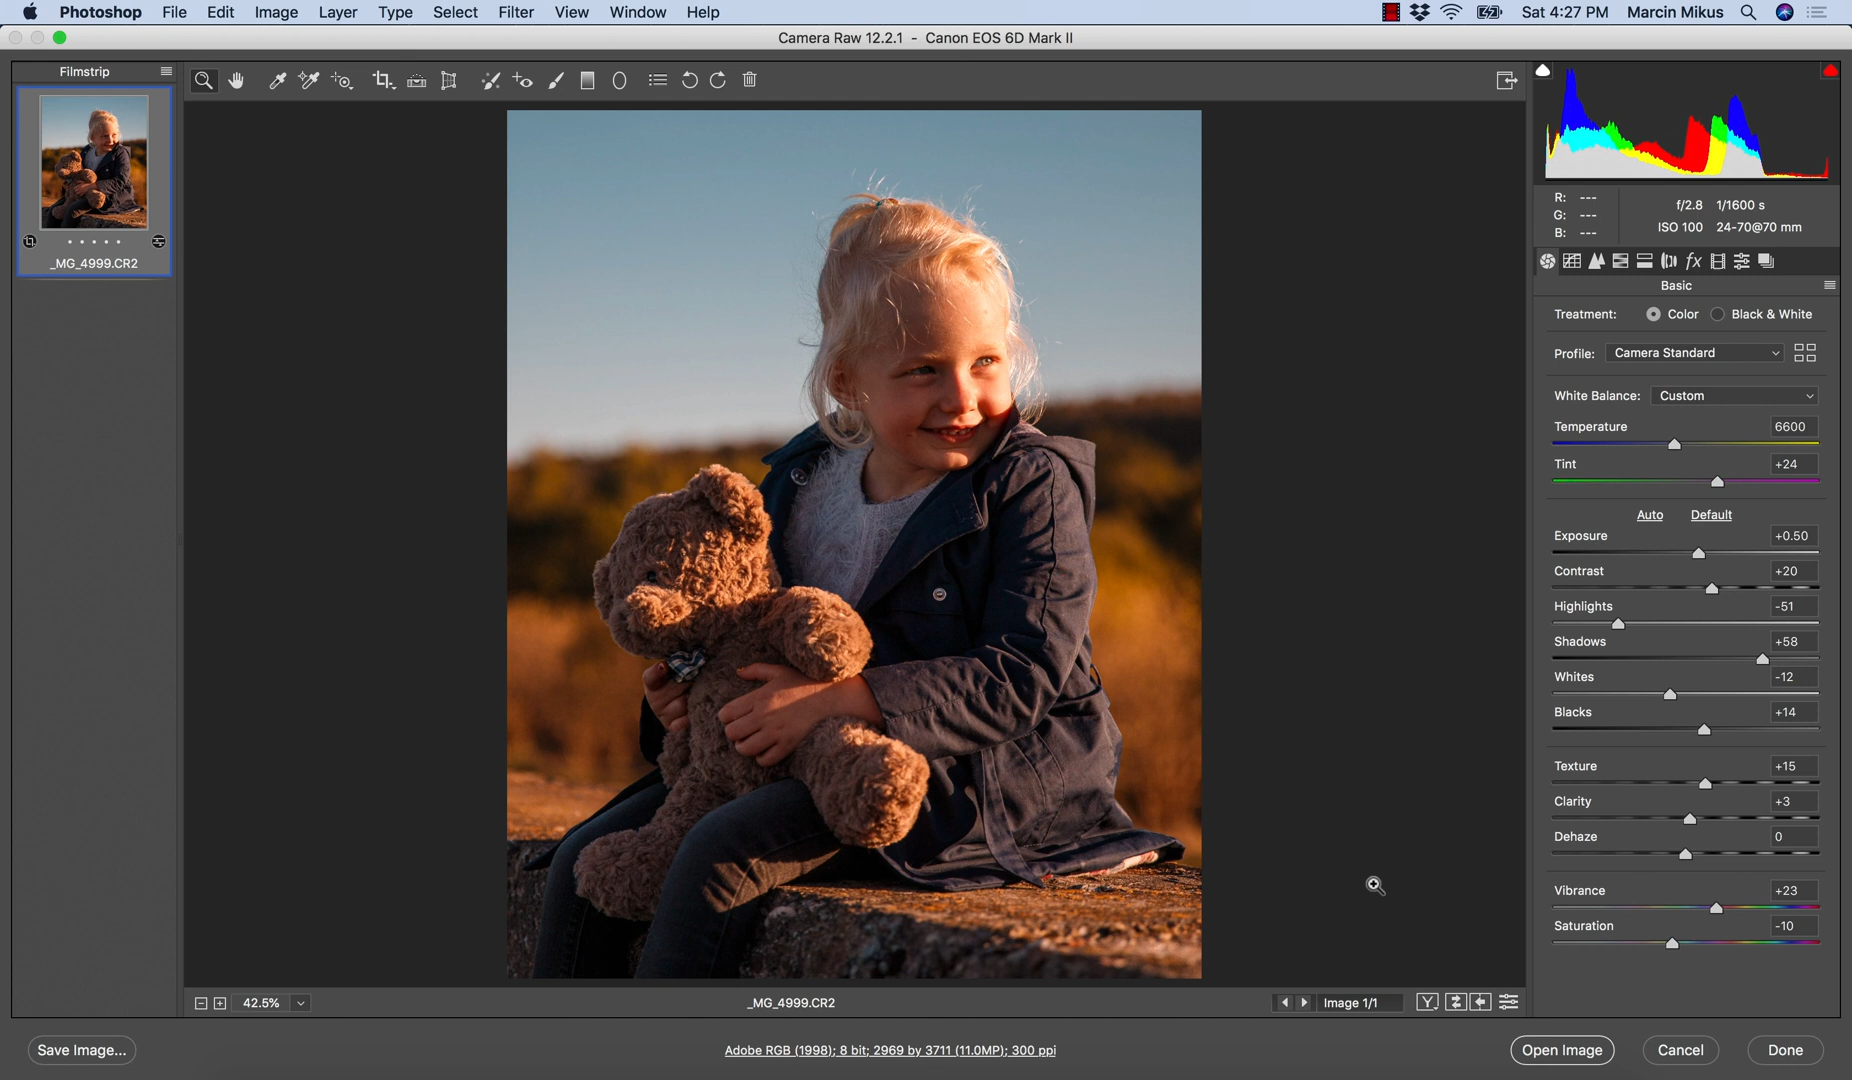 Photoshop File Edit Image Layer Type Select Filter View Window Help Sat 4:27 PM Marcin Mikus
Camera Raw 12.2.1 - Canon EOS 6D Mark II
Filmstrip
_MG_4999.CR2
R: ---
G: ---
B: ---
f/2.8 1/1600 s
ISO 100 24-70@70 mm
fx
Basic
Treatment: Color Black & White
Profile: Camera Standard
White Balance: Custom
Temperature 6600
Tint +24
Auto Default
Exposure +0.50
Contrast +20
Highlights -51
Shadows +58
Whites -12
Blacks +14
Texture +15
Clarity +3
Dehaze 0
Vibrance +23
Saturation -10
42.5% _MG_4999.CR2 Image 1/1 Y
Save Image... Adobe RGB (1998); 8 bit; 2969 by 3711 (11.0MP); 300 ppi Open Image Cancel Done